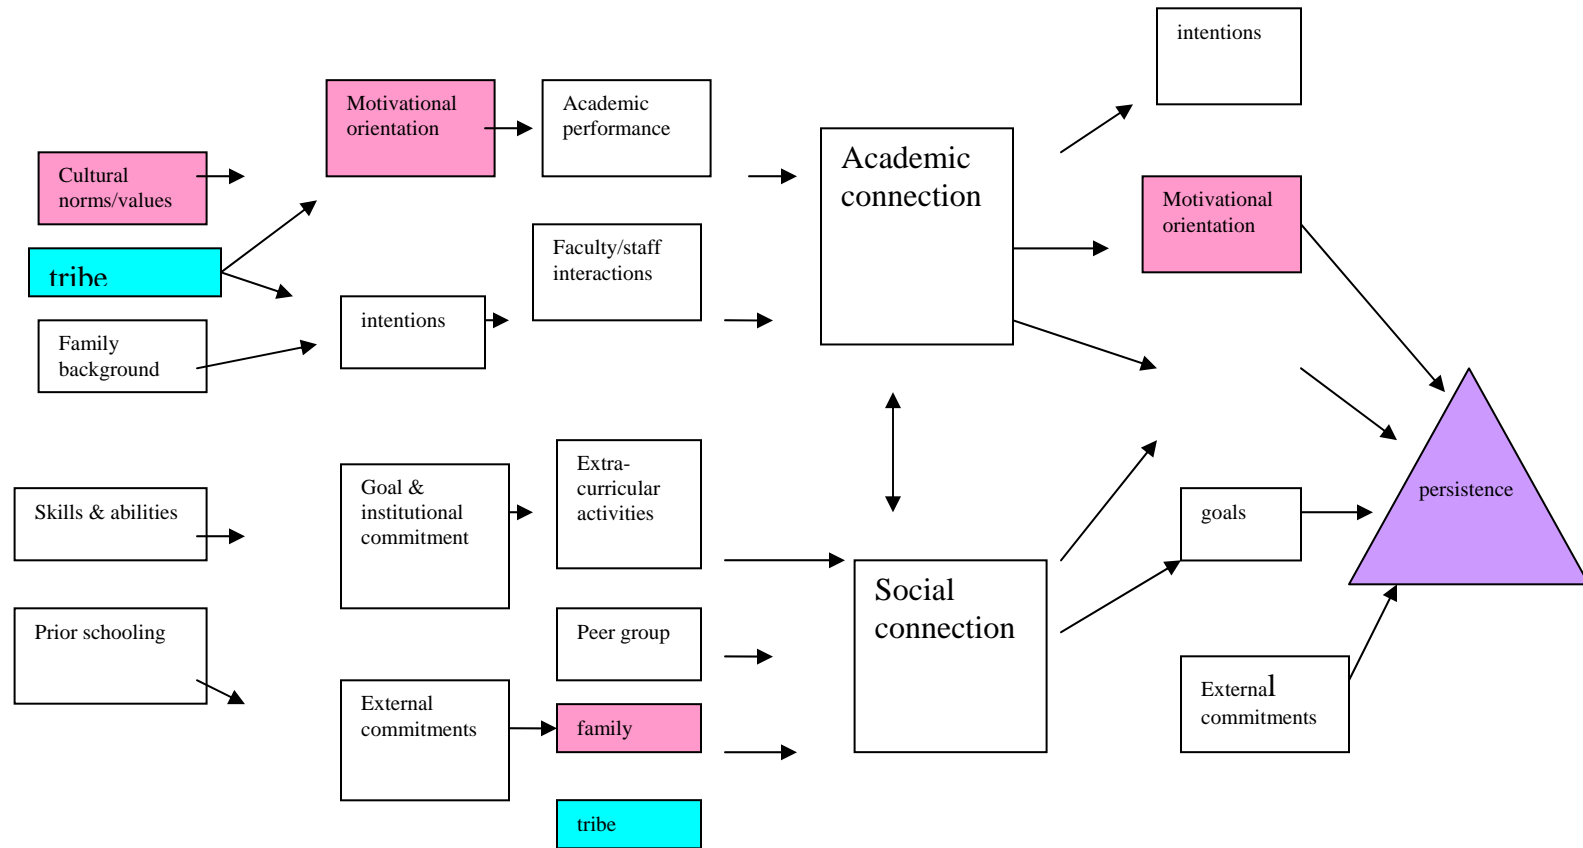 Cultural
norms/values
tribe
Family
background
Skills & abilities
Prior schooling
Motivational
orientation
intentions
Goal &
institutional
commitment
External
commitments
Academic
performance
Faculty/staff
interactions
Extra-
curricular
activities
Peer group
family
tribe
Academic
connection
Social
connection
intentions
Motivational
orientation
goals
External
commitments
persistence